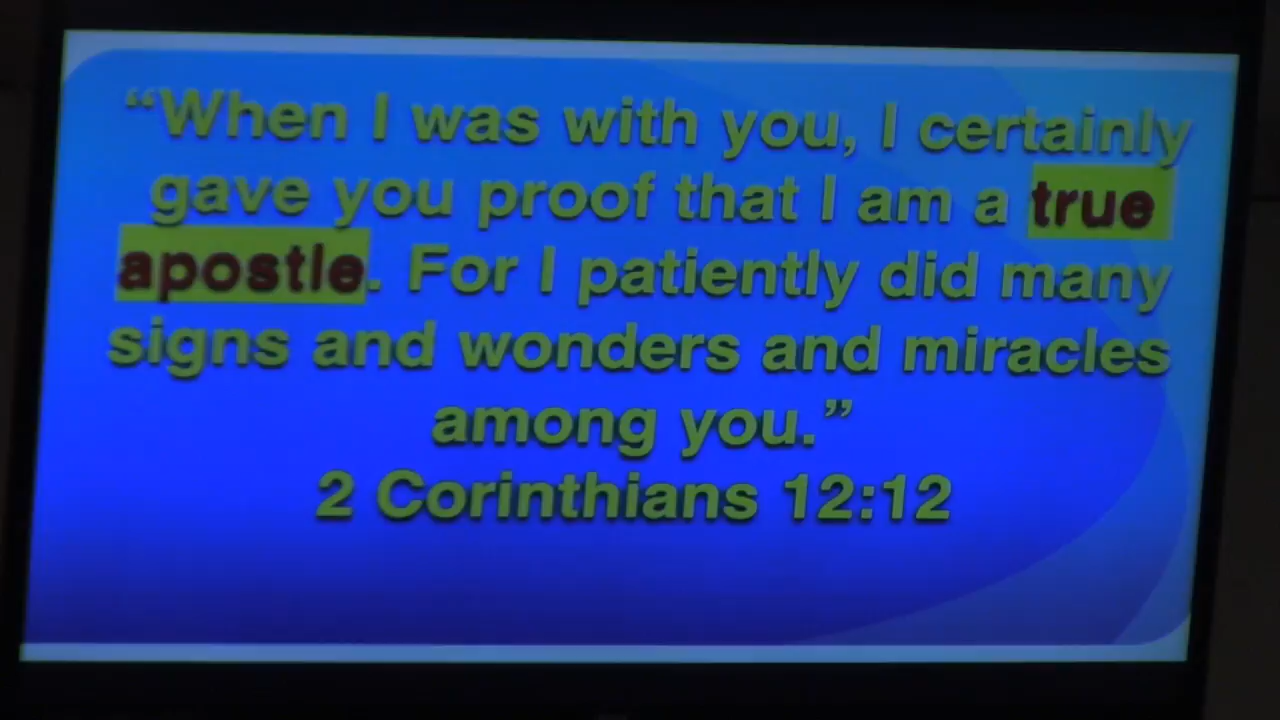 “When I was with you, I certainly
gave you proof that I am a true
apostle. For I patiently did many
signs and wonders and miracles
among you.”
2 Corinthians 12:12